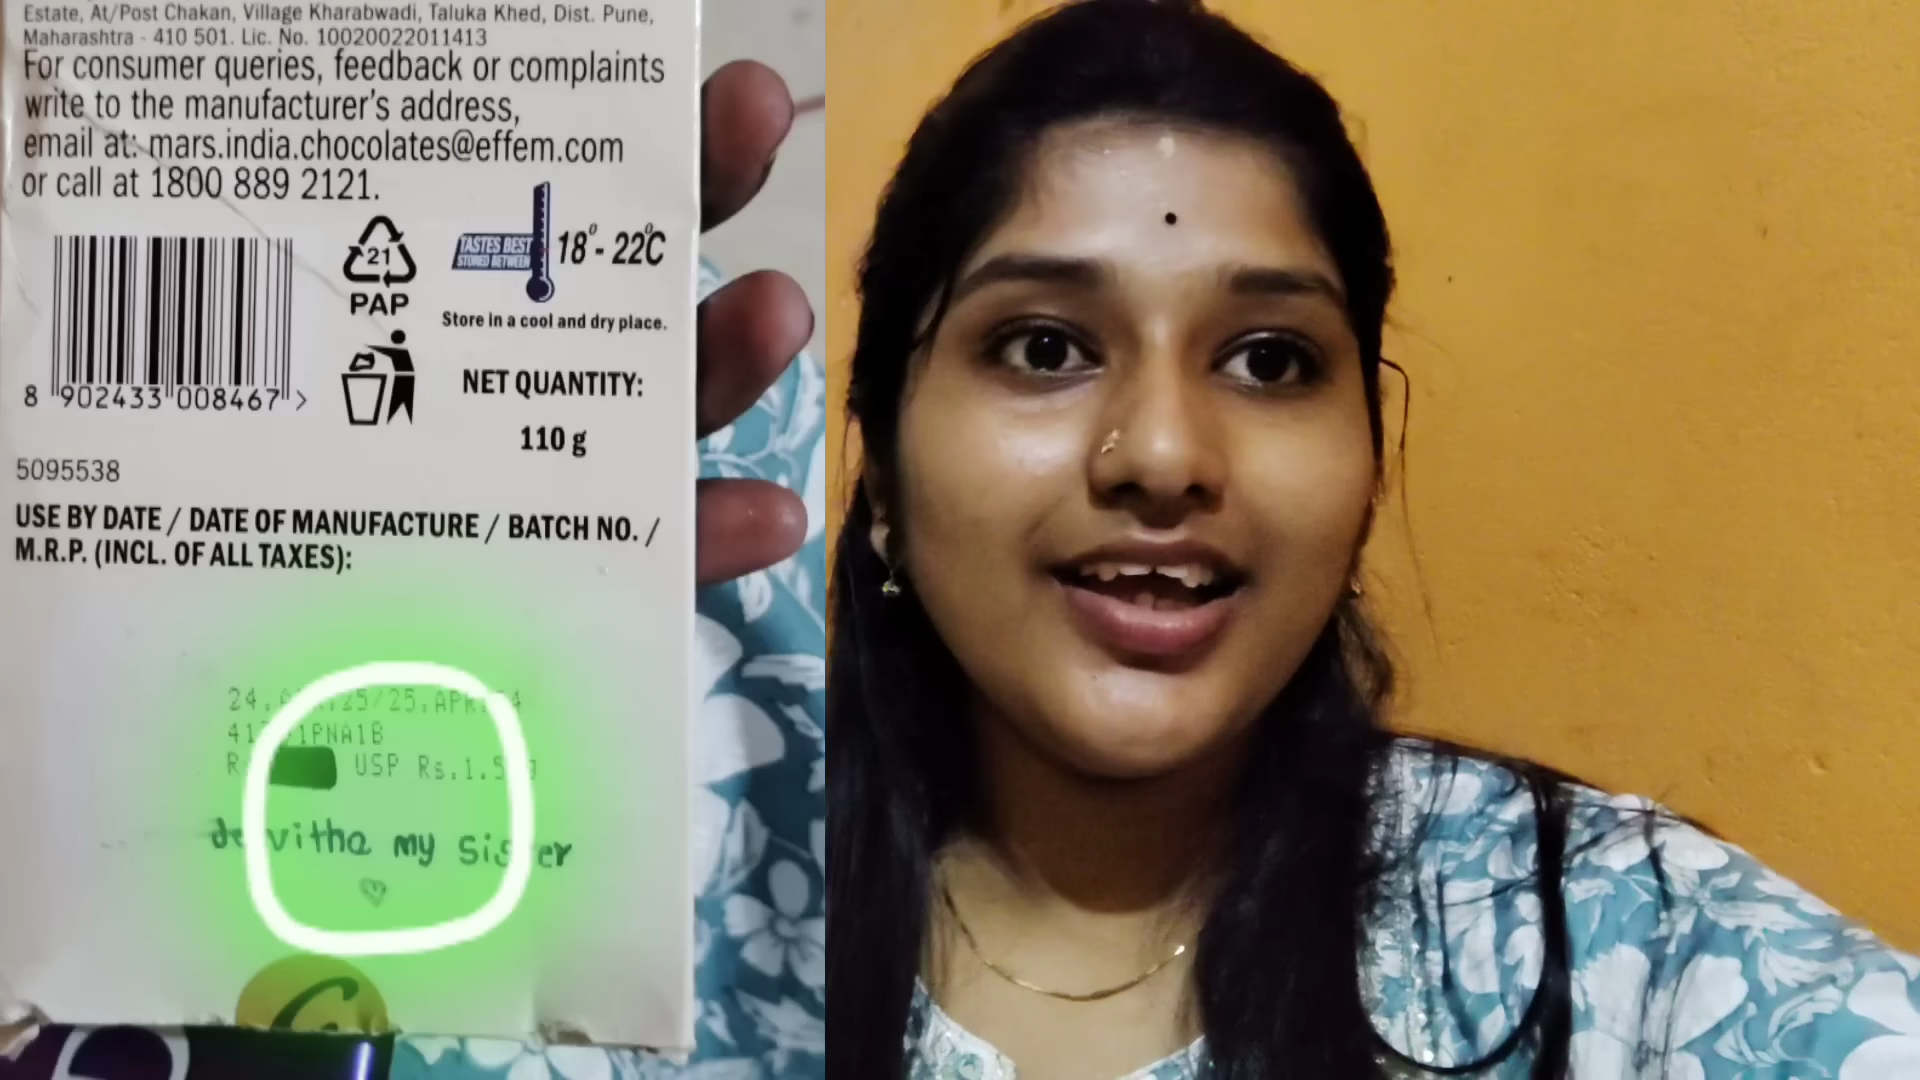 Estate, At/Post Chakan, Village Kharabwadi, Taluka Khed, Dist. Pune,
Maharashtra - 410 501. Lic. No. 10020022011413
For consumer queries, feedback or complaints
write to the manufacturer's address,
email at: mars.india.chocolates@effem.com
or call at 1800 889 2121.
21
PAP
TASTES BEST
STORED BETWEEN
18°- 22°C
Store in a cool and dry place.
8 902433 008467 >
NET QUANTITY:
110 g
5095538
USE BY DATE / DATE OF MANUFACTURE / BATCH NO. /
M.R.P. (INCL. OF ALL TAXES):
USP
my sister